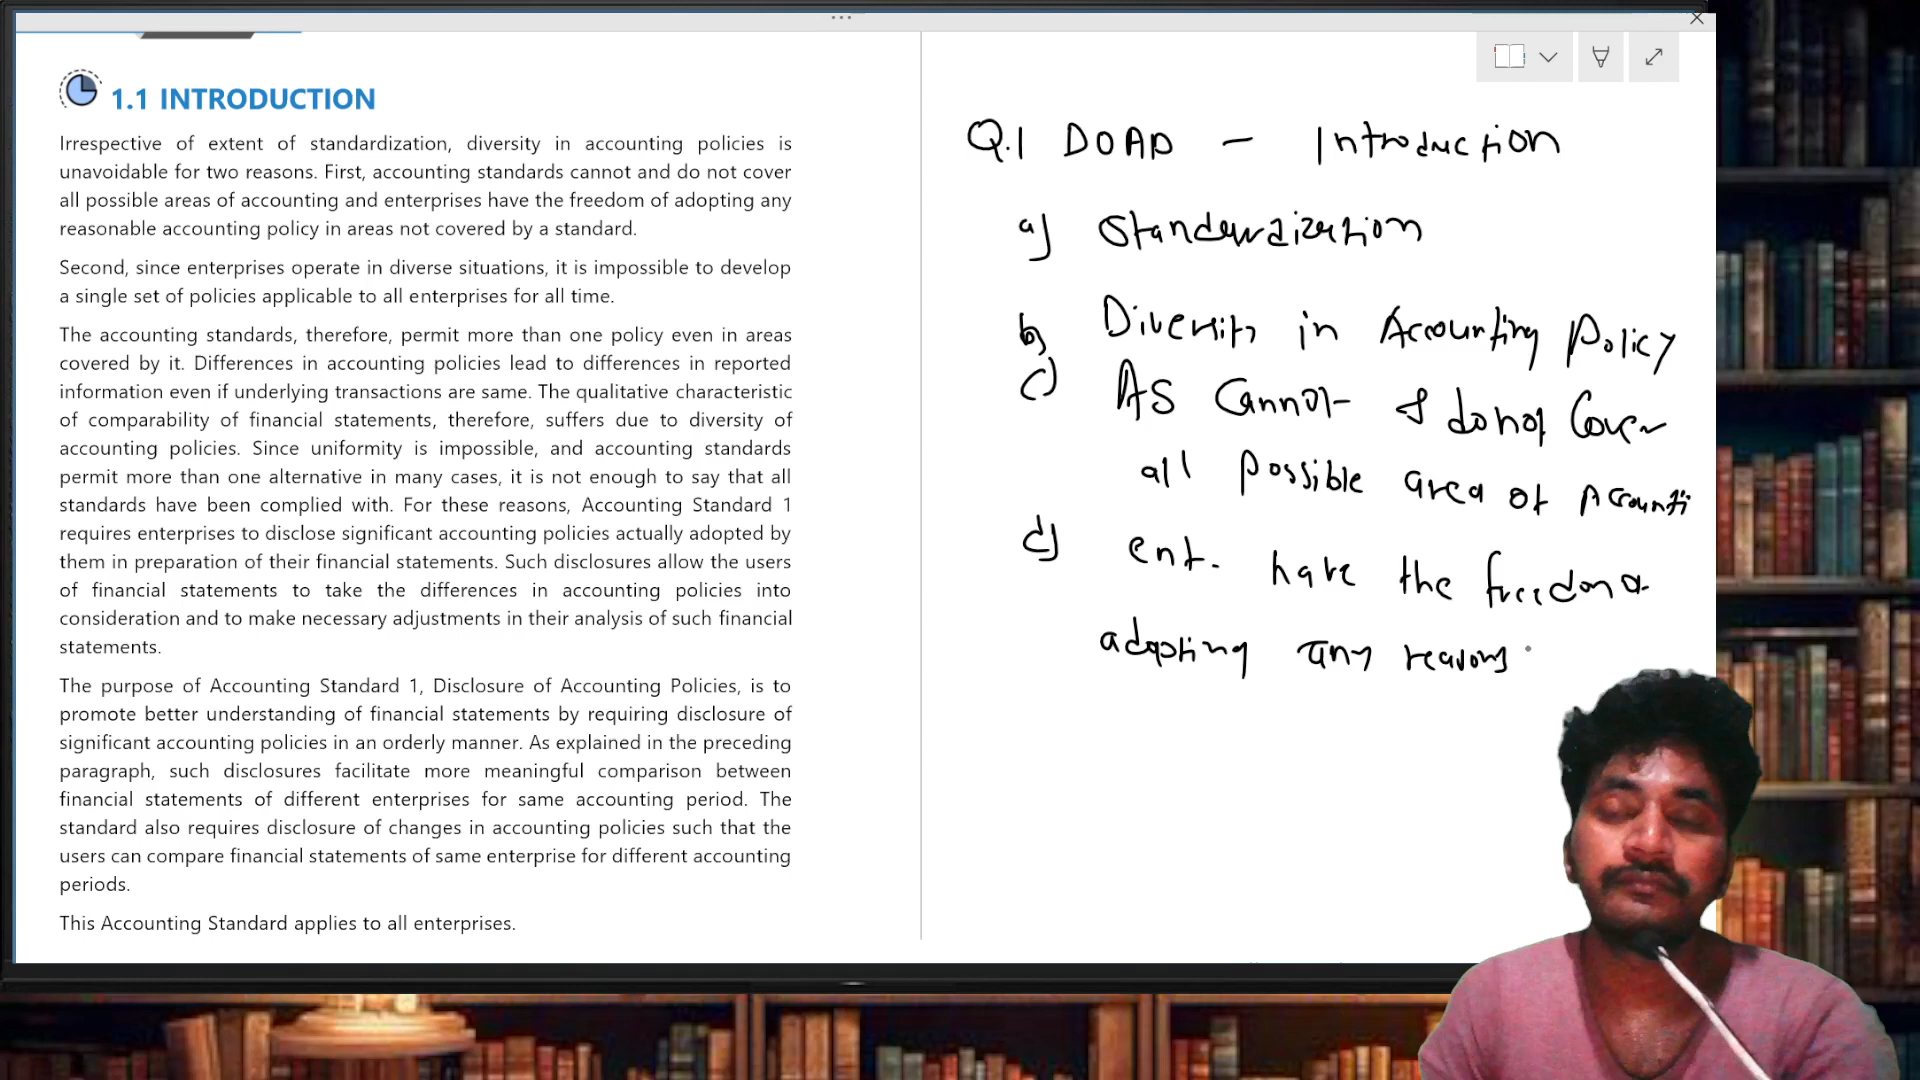 1.1 INTRODUCTION
Irrespective of extent of standardization, diversity in accounting policies is
unavoidable for two reasons. First, accounting standards cannot and do not cover
all possible areas of accounting and enterprises have the freedom of adopting any
reasonable accounting policy in areas not covered by a standard.
Second, since enterprises operate in diverse situations, it is impossible to develop
a single set of policies applicable to all enterprises for all time.
The accounting standards, therefore, permit more than one policy even in areas
covered by it. Differences in accounting policies lead to differences in reported
information even if underlying transactions are same. The qualitative characteristic
of comparability of financial statements, therefore, suffers due to diversity of
accounting policies. Since uniformity is impossible, and accounting standards
permit more than one alternative in many cases, it is not enough to say that all
standards have been complied with. For these reasons, Accounting Standard 1
requires enterprises to disclose significant accounting policies actually adopted by
them in preparation of their financial statements. Such disclosures allow the users
of financial statements to take the differences in accounting policies into
consideration and to make necessary adjustments in their analysis of such financial
statements.
The purpose of Accounting Standard 1, Disclosure of Accounting Policies, is to
promote better understanding of financial statements by requiring disclosure of
significant accounting policies in an orderly manner. As explained in the preceding
paragraph, such disclosures facilitate more meaningful comparison between
financial statements of different enterprises for same accounting period. The
standard also requires disclosure of changes in accounting policies such that the
users can compare financial statements of same enterprise for different accounting
periods.
This Accounting Standard applies to all enterprises.
Q.1 DOAP - Introduction
a) Standardization
b) Diversity in Accounting Policy
c) AS Cannot & do not Cover
all possible area of Accounti
d) ent. have the freedom o
adopting any reasons